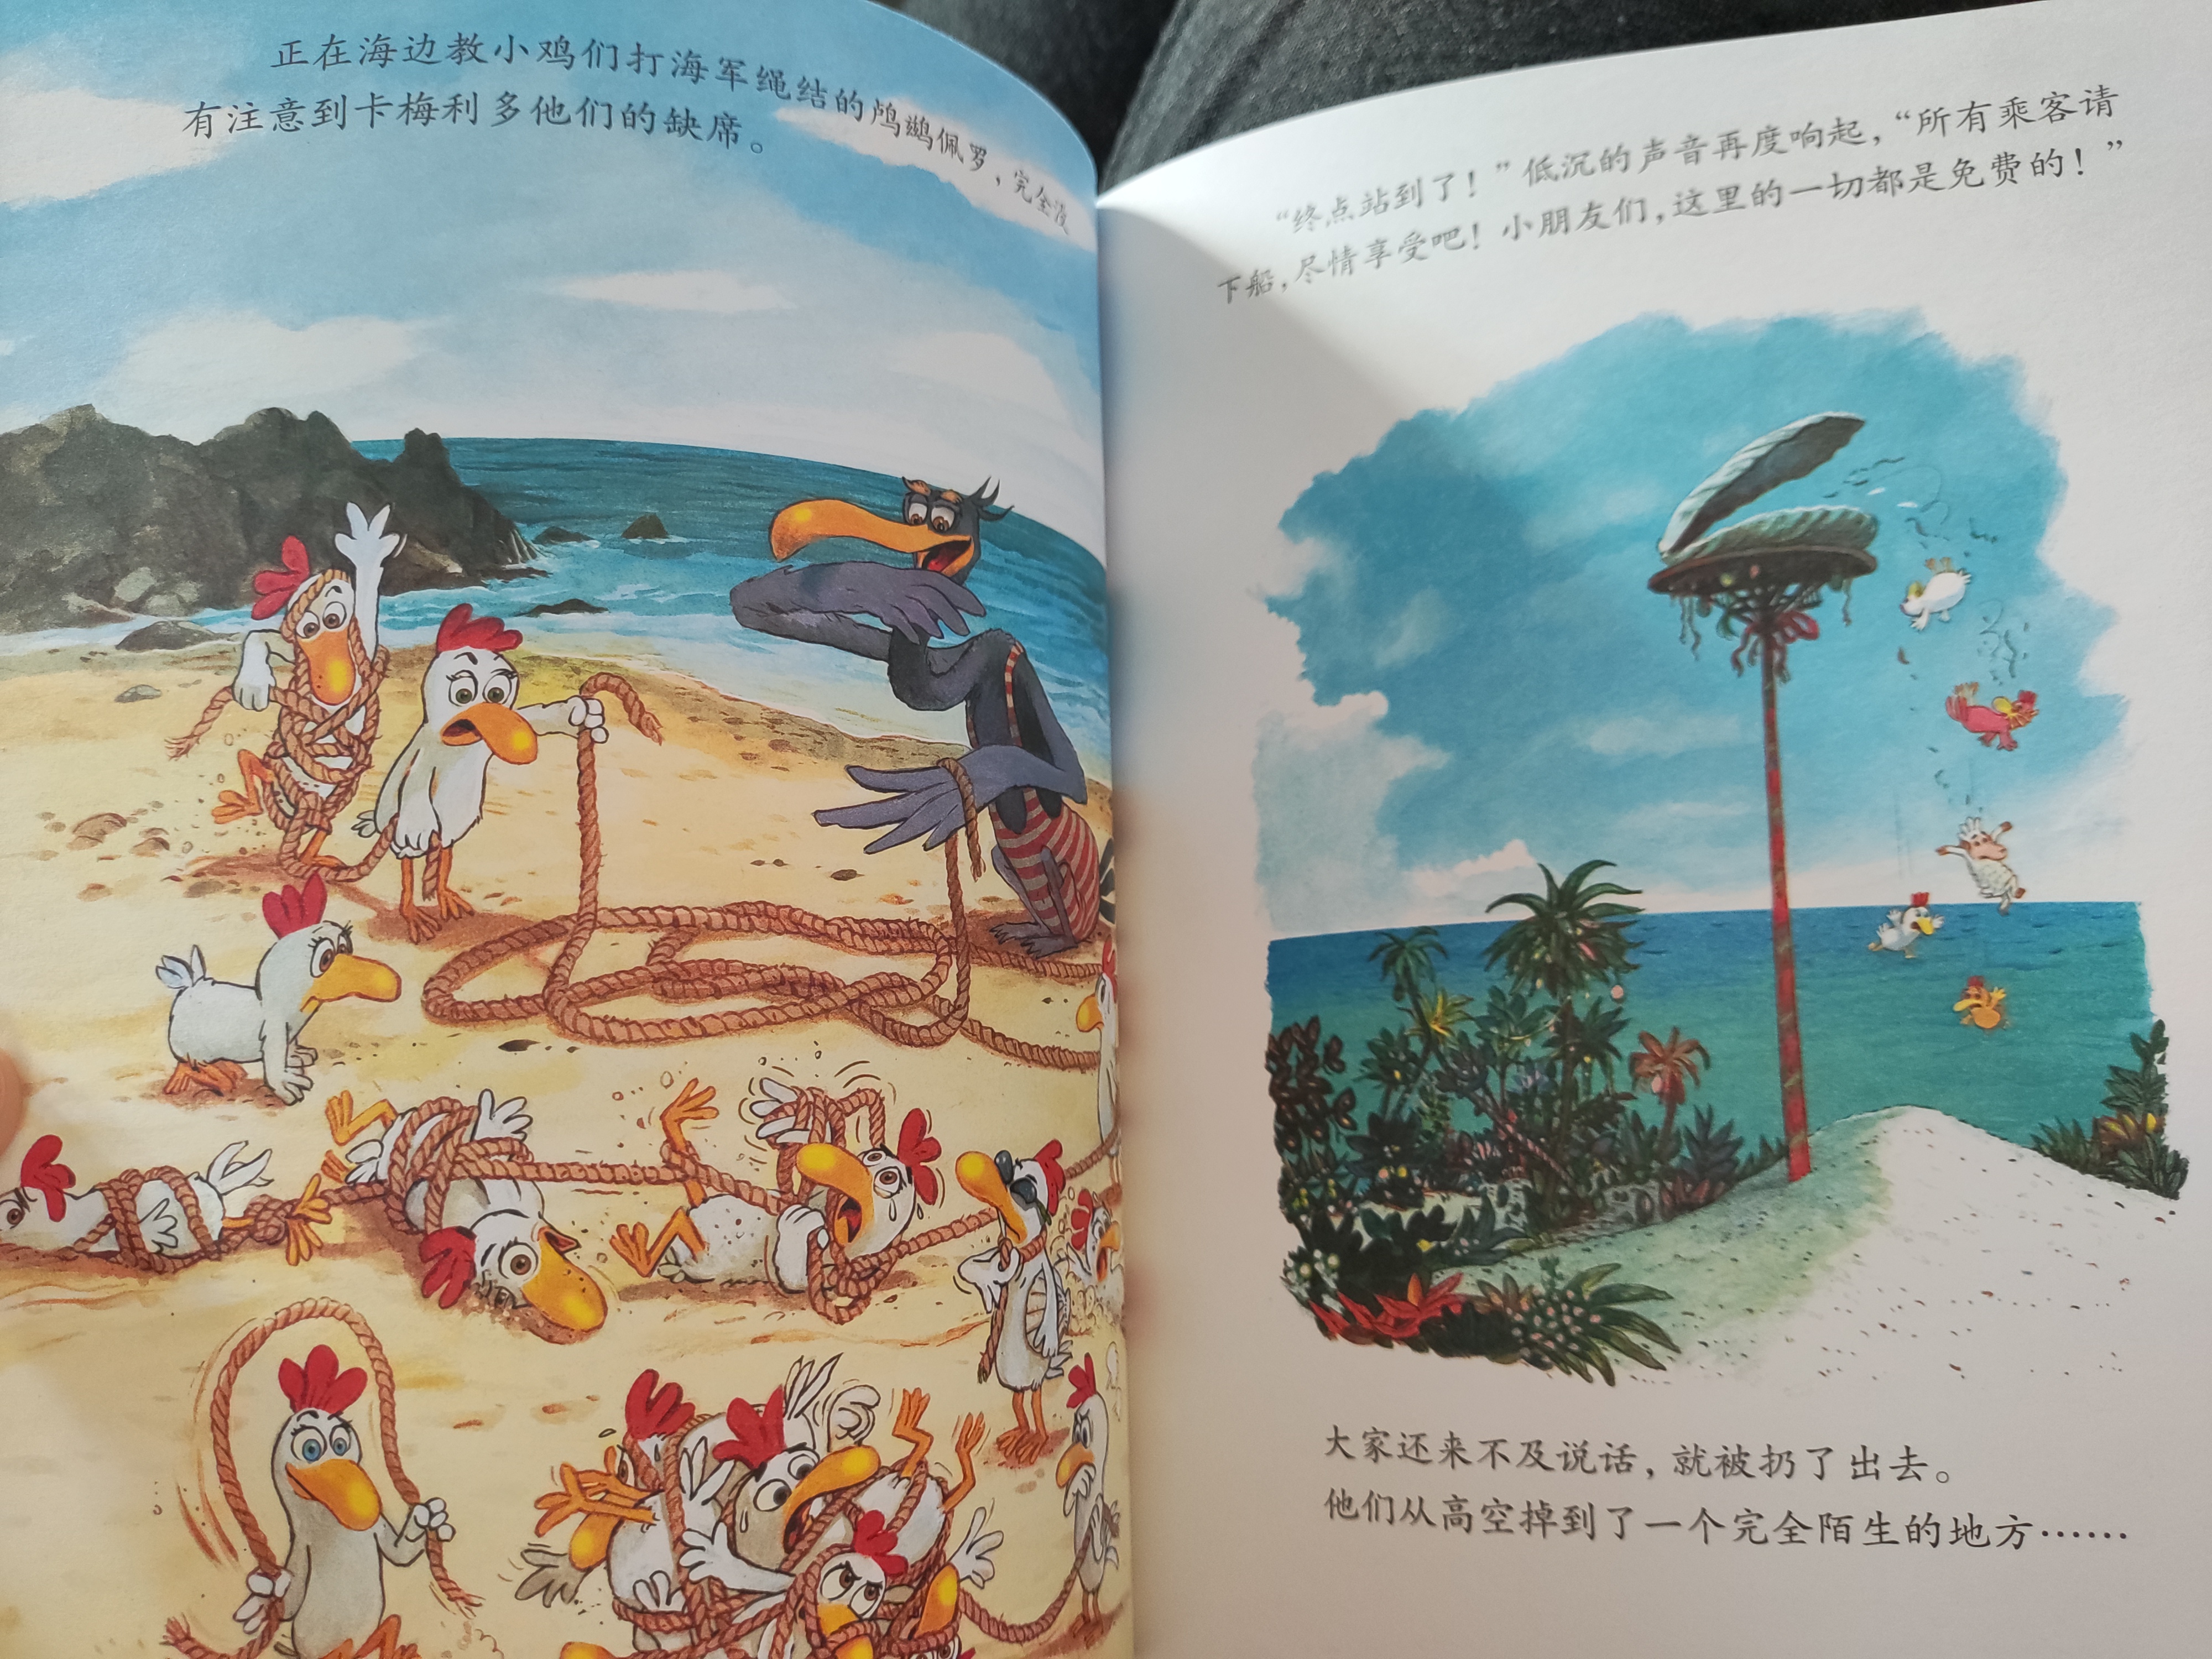 正在海边教小鸡们打海军绳结的鸬鹚佩罗，完全没
有注意到卡梅利多他们的缺席。
“终点站到了！”低沉的声音再度响起，“所有乘客请
下船，尽情享受吧！小朋友们，这里的一切都是免费的！”
大家还来不及说话，就被扔了出去。
他们从高空掉到了一个完全陌生的地方……